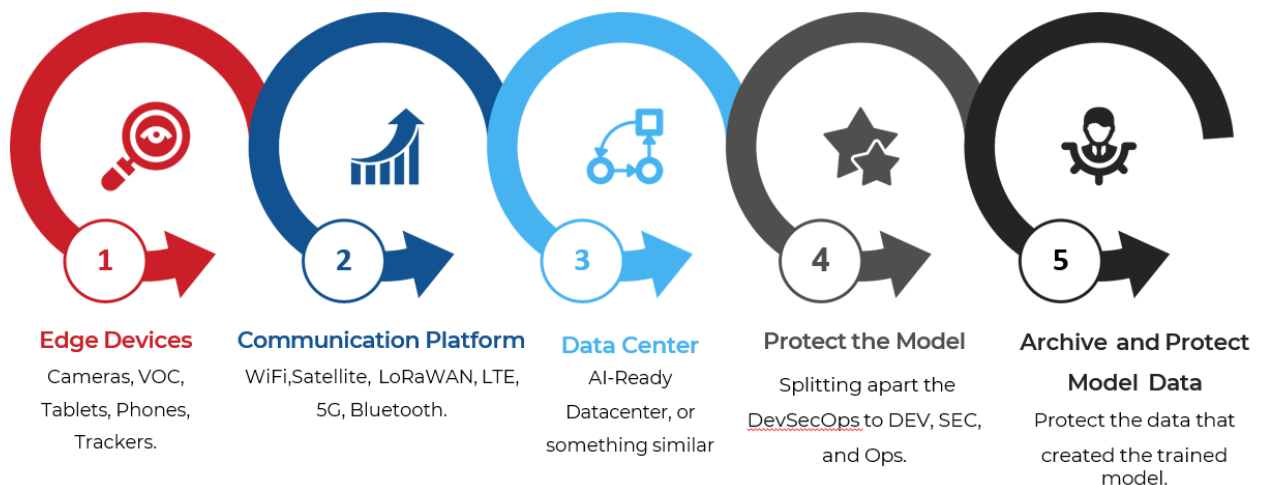 1
2
3
4
5
Edge Devices
Cameras, VOC,
Tablets, Phones,
Trackers.
Communication Platform
WiFi,Satellite, LoRaWAN, LTE,
5G, Bluetooth.
Data Center
AI-Ready
Datacenter, or
something similar
Protect the Model
Splitting apart the
DevSecOps to DEV, SEC,
and Ops.
Archive and Protect
Model Data
Protect the data that
created the trained
model.